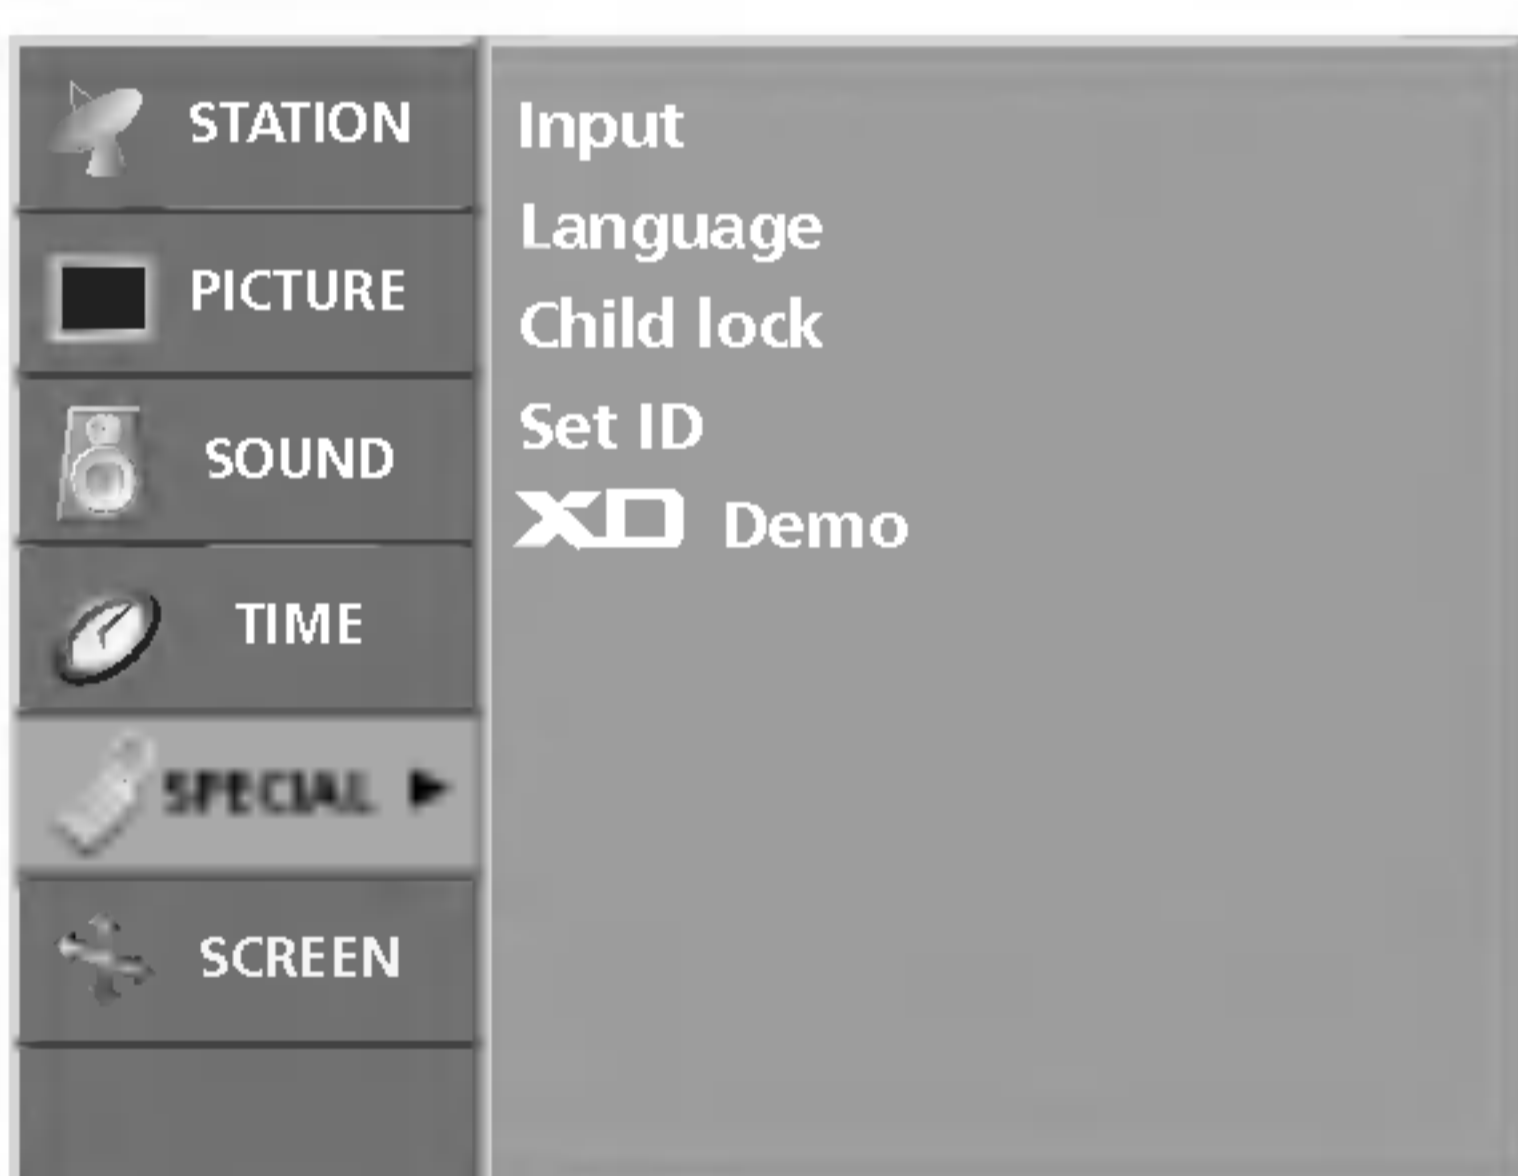 STATION
PICTURE
SOUND
TIME
SPECIAL
SCREEN
Input
Language
Child lock
Set ID
XD Demo